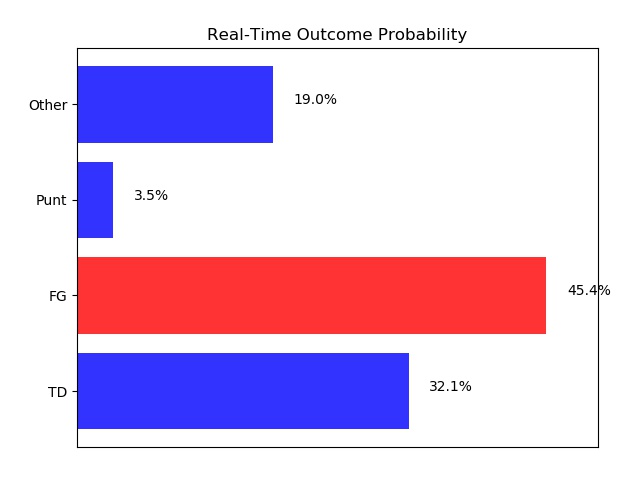 Real-Time Outcome Probability
Other 19.0%
Punt 3.5%
FG 45.4%
TD 32.1%